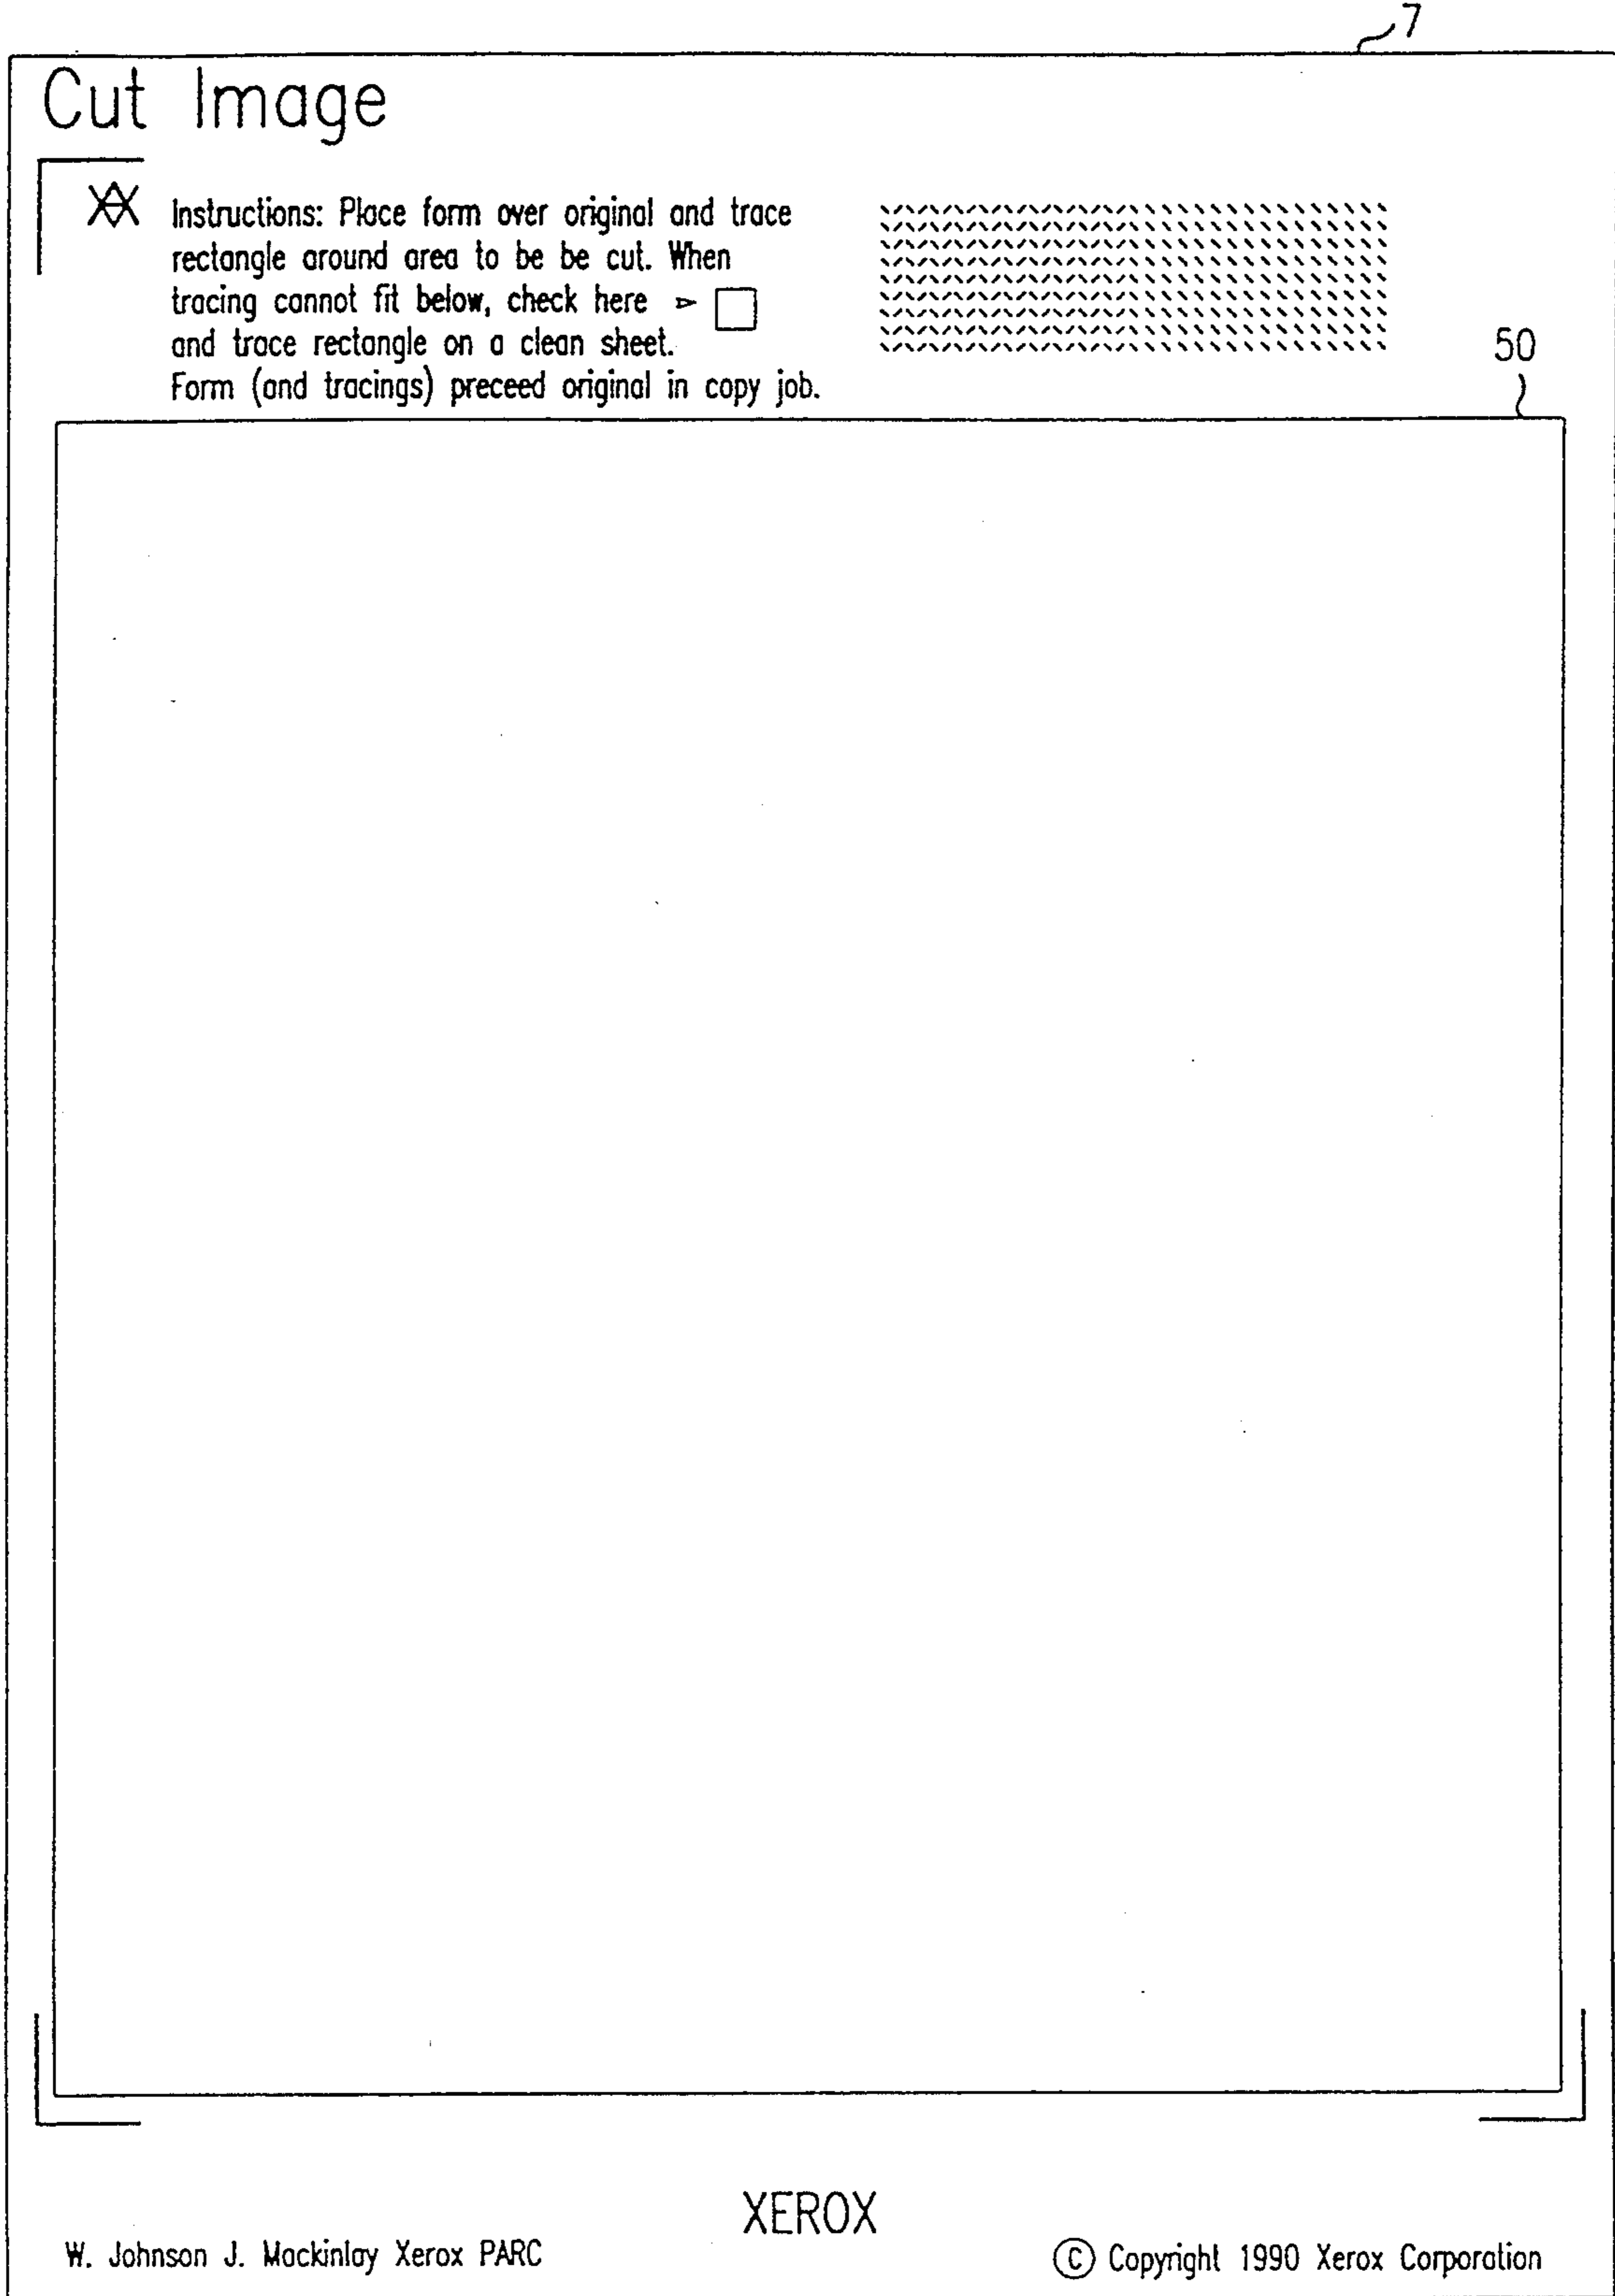 7
Cut Image
Instructions: Place form over original and trace
rectangle around area to be be cut. When
tracing cannot fit below, check here
and trace rectangle on a clean sheet.
Form (and tracings) preceed original in copy job.
50
XEROX
W. Johnson J. Mackinlay Xerox PARC
© Copyright 1990 Xerox Corporation